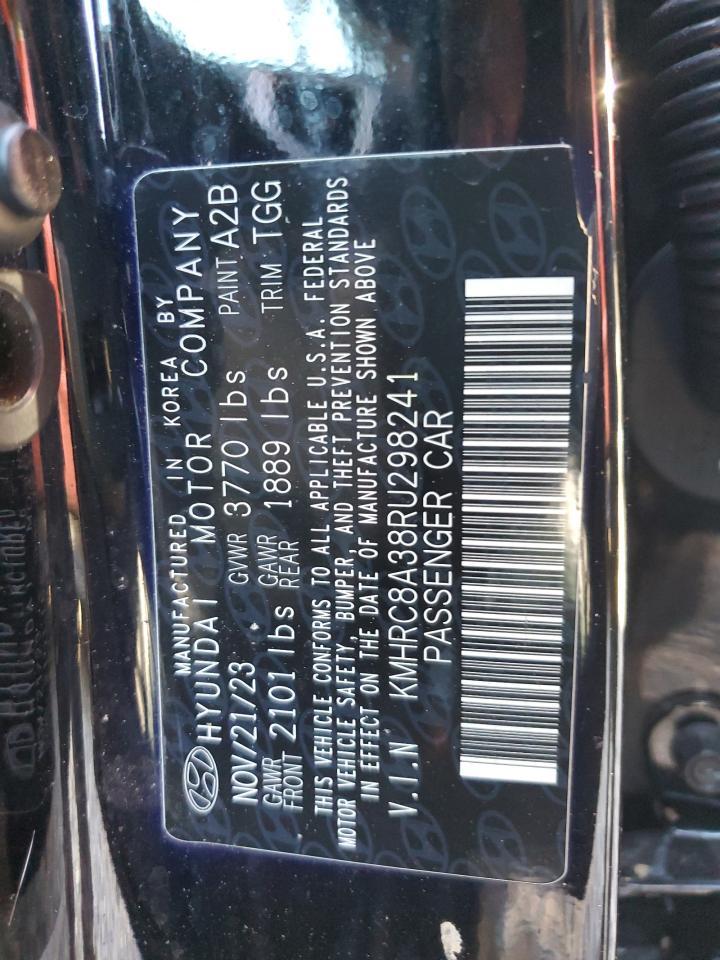 MANUFACTURED IN KOREA BY
HYUNDAI MOTOR COMPANY
NOV/21/23 GVWR 3770 lbs PAINT A2B
GAWR FRONT 2101 lbs GAWR REAR 1889 lbs TRIM TGG
THIS VEHICLE CONFORMS TO ALL APPLICABLE U.S.A. FEDERAL
MOTOR VEHICLE SAFETY, BUMPER, AND THEFT PREVENTION STANDARDS
IN EFFECT ON THE DATE OF MANUFACTURE SHOWN ABOVE
V.I.N KMHRC8A38RU298241
PASSENGER CAR